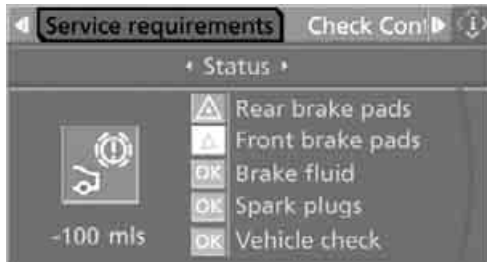 Service requirements Check Con
Status
Rear brake pads
Front brake pads
OK Brake fluid
OK Spark plugs
-100 mls OK Vehicle check